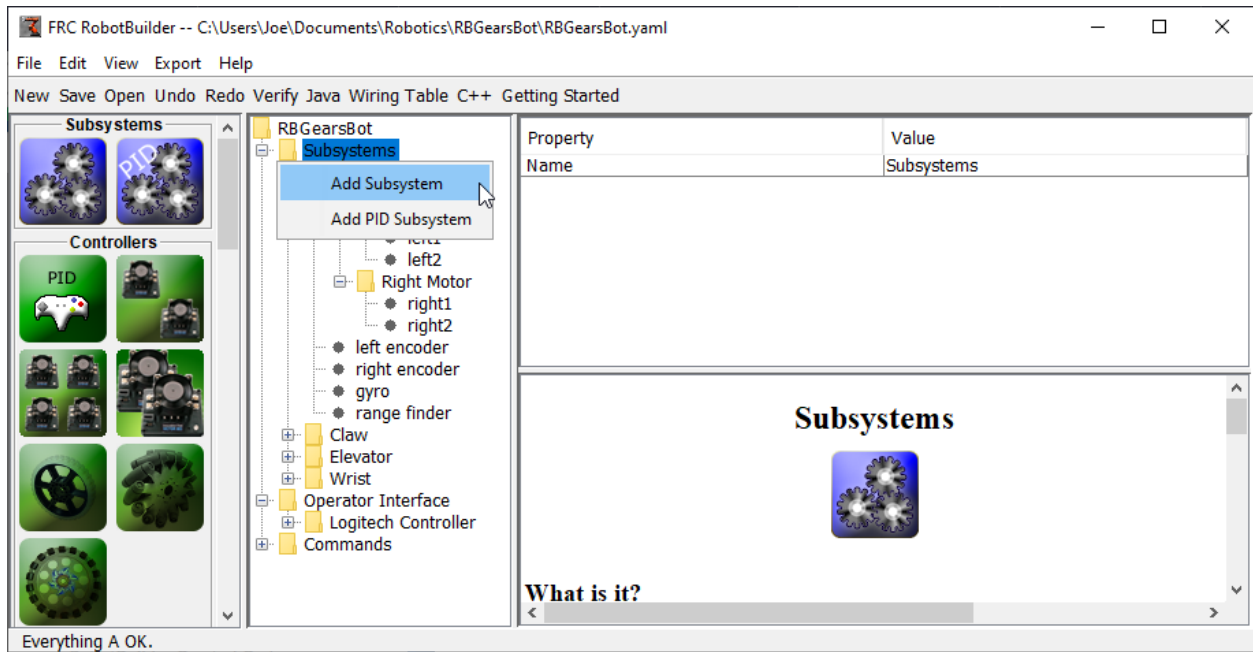 FRC RobotBuilder -- C:\Users\Joe\Documents\Robotics\RBGearsBot\RBGearsBot.yaml
File Edit View Export Help
New Save Open Undo Redo Verify Java Wiring Table C++ Getting Started
Subsystems
PID
Controllers
PID
RBGearsBot
Subsystems
Add Subsystem
Add PID Subsystem
left1
left2
Right Motor
right1
right2
left encoder
right encoder
gyro
range finder
Claw
Elevator
Wrist
Operator Interface
Logitech Controller
Commands
Property Value
Name Subsystems
Subsystems
What is it?
Everything A OK.